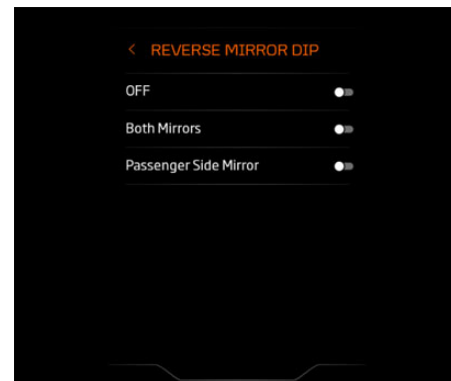 < REVERSE MIRROR DIP
OFF
Both Mirrors
Passenger Side Mirror